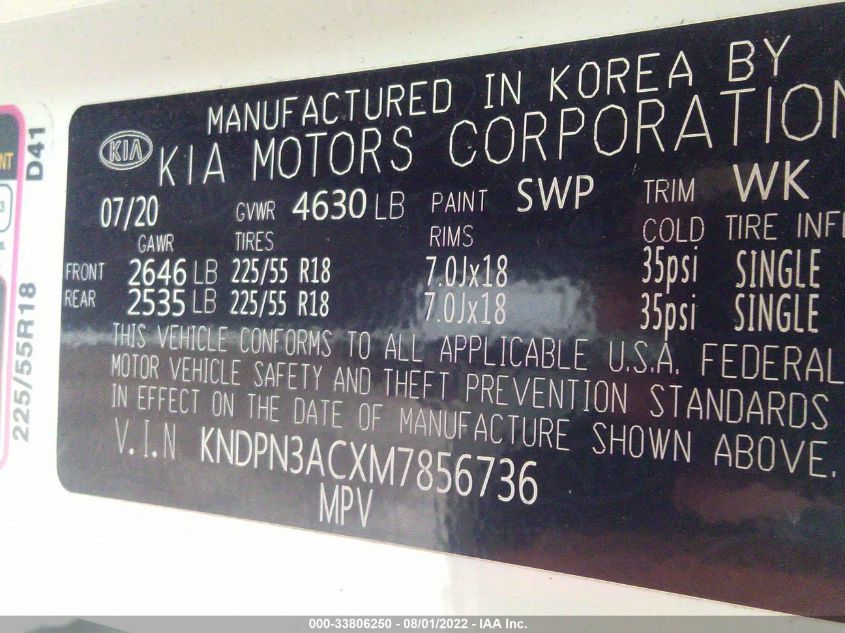 MANUFACTURED IN KOREA BY
KIA KIA MOTORS CORPORATION
07/20 GVWR 4630 LB PAINT SWP TRIM WK
GAWR TIRES RIMS COLD TIRE INFL
FRONT 2646 LB 225/55 R18 7.0Jx18 35psi SINGLE
REAR 2535 LB 225/55 R18 7.0Jx18 35psi SINGLE
THIS VEHICLE CONFORMS TO ALL APPLICABLE U.S.A. FEDERAL
MOTOR VEHICLE SAFETY AND THEFT PREVENTION STANDARDS
IN EFFECT ON THE DATE OF MANUFACTURE SHOWN ABOVE.
V.I.N KNDPN3ACXM7856736
MPV
D41
225/55R18
NT
3
000-33806250 - 08/01/2022 - IAA Inc.